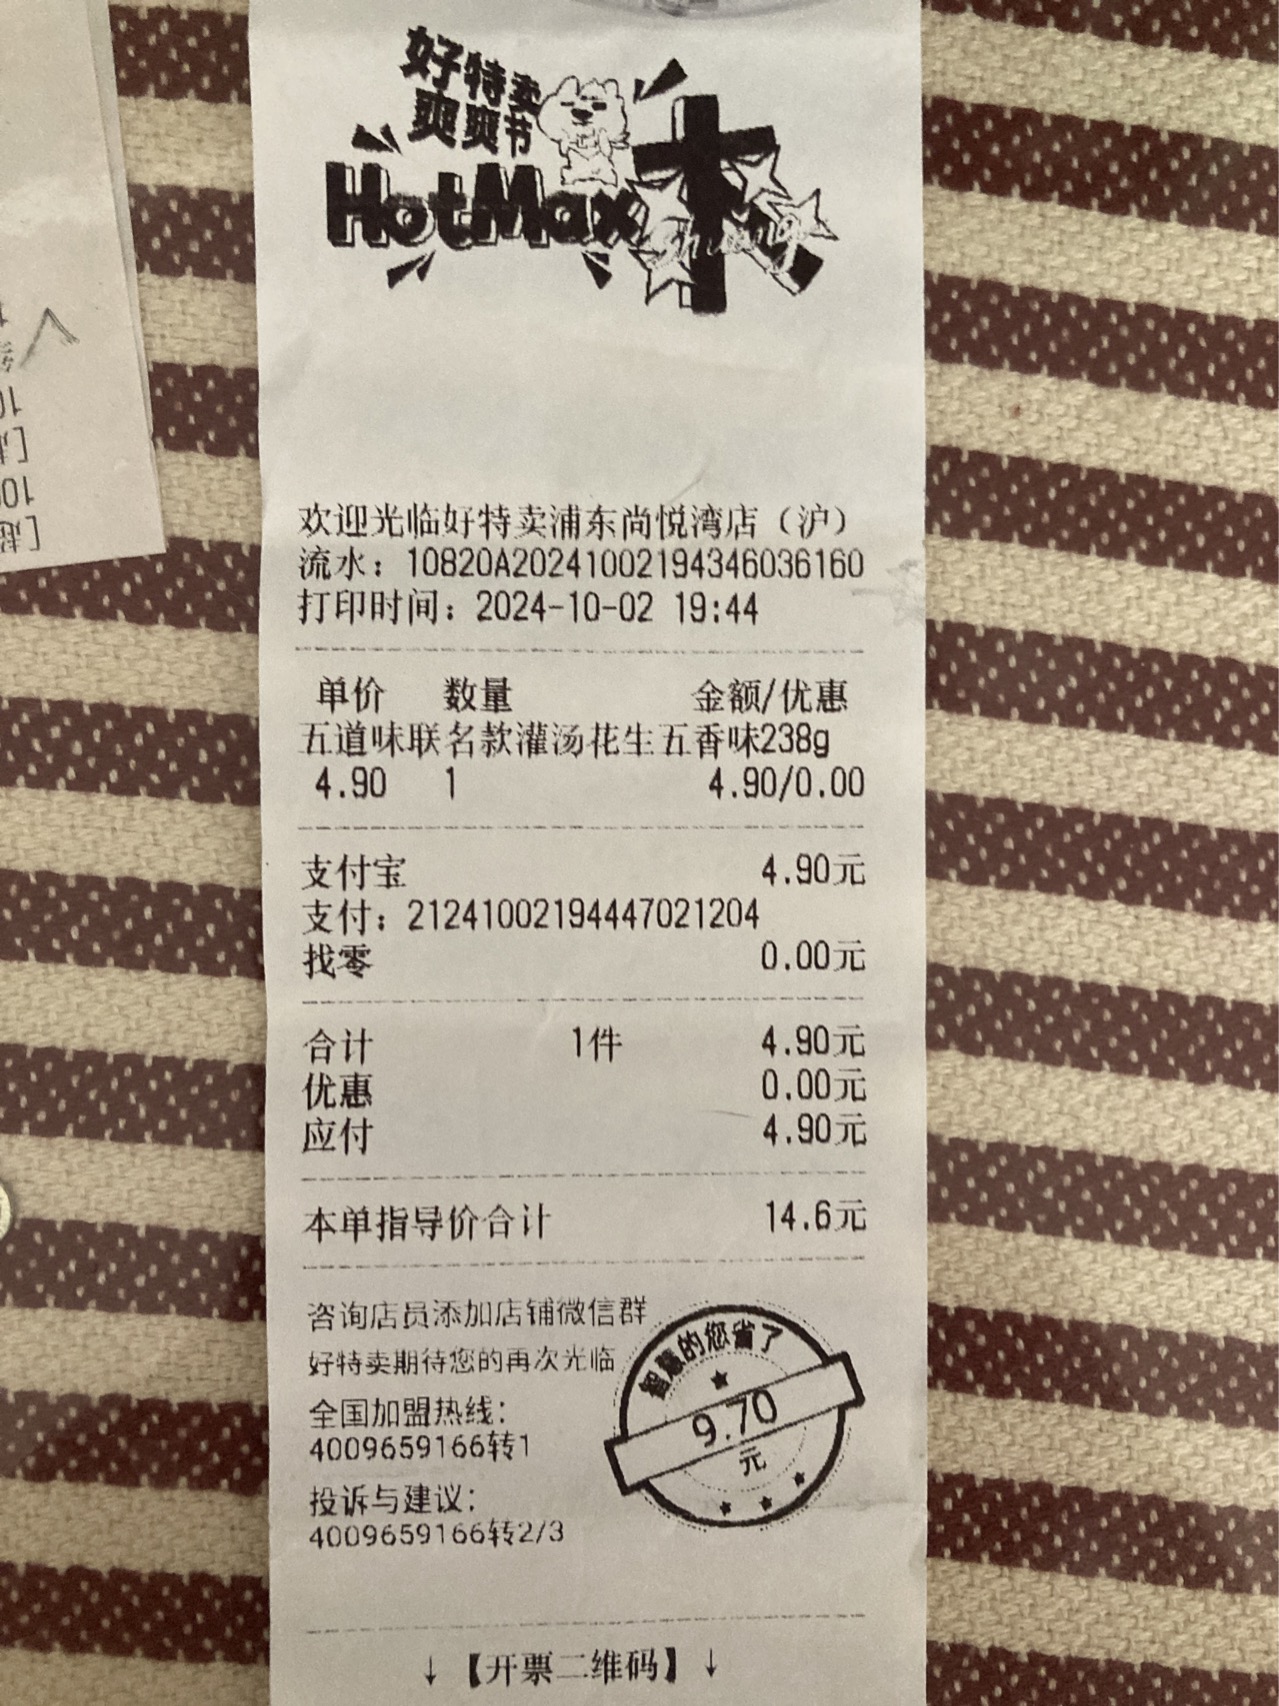 好特卖
爽爽节
HotMax
shuang
欢迎光临好特卖浦东尚悦湾店（沪）
流水：10820A202410021943460​36160
打印时间：2024-10-02 19:44
单价 数量 金额/优惠
五道味联名款灌汤花生五香味238g
4.90 1 4.90/0.00
支付宝 4.90元
支付：21241002194447021204
找零 0.00元
合计 1件 4.90元
优惠 0.00元
应付 4.90元
本单指导价合计 14.6元
咨询店员添加店铺微信群
好特卖期待您的再次光临
全国加盟热线：
4009659166转1
投诉与建议：
4009659166转2/3
智慧的您省了
9.70
元
↓【开票二维码】↓